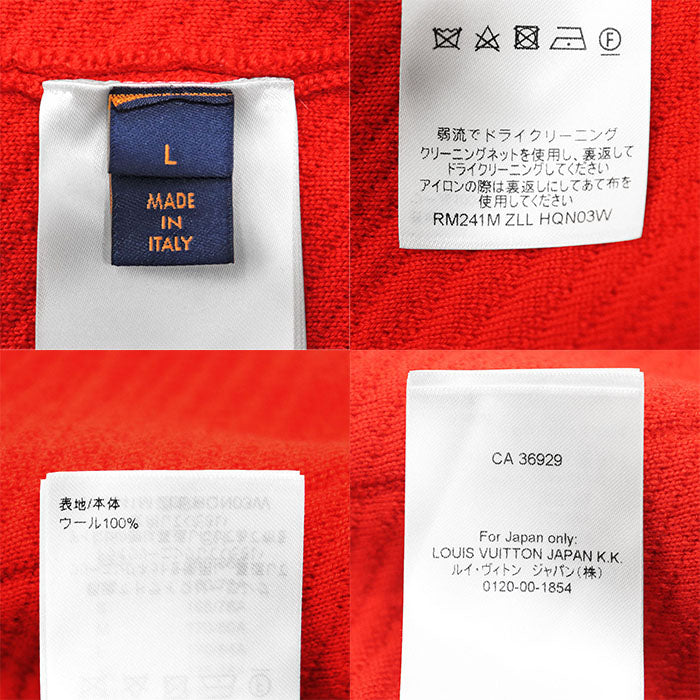 L
MADE
IN
ITALY
F
弱流でドライクリーニング
クリーニングネットを使用し、裏返して
ドライクリーニングしてください
アイロンの際は裏返しにしてあて布を
使用してください
RM241M ZLL HQN03W
表地/本体
ウール100%
CA 36929
For Japan only:
LOUIS VUITTON JAPAN K.K.
ルイ・ヴィトン ジャパン(株)
0120-00-1854